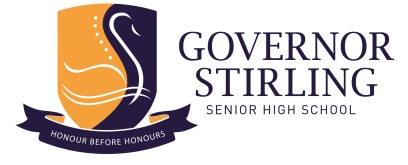 GOVERNOR
STIRLING
SENIOR HIGH SCHOOL
HONOUR BEFORE HONOURS